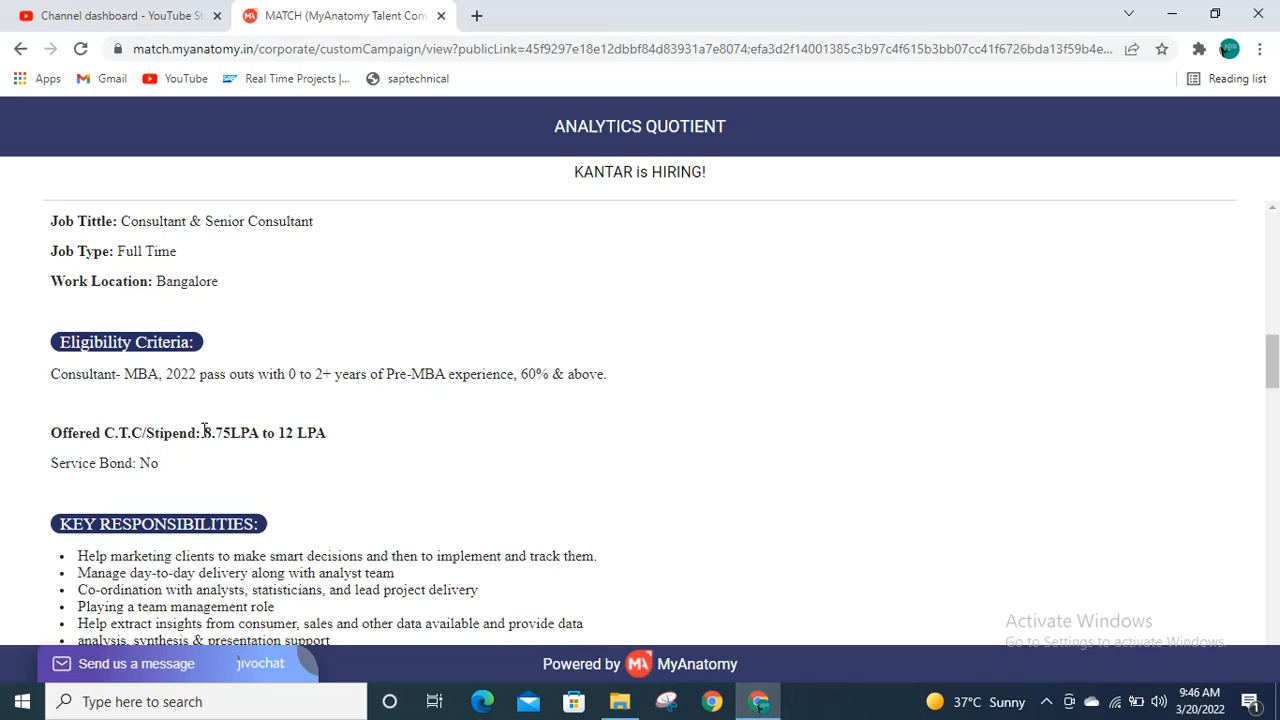 Channel dashboard - YouTube St
MATCH (MyAnatomy Talent Con
match.myanatomy.in/corporate/customCampaign/view?publicLink=45f9297e18e12dbbf84d83931a7e8074;efa3d2f14001385c3b97c4f615b3bb07cc41f6726bda13f59b4e...
Apps Gmail YouTube Real Time Projects |... saptechnical Reading list
ANALYTICS QUOTIENT
KANTAR is HIRING!
Job Tittle: Consultant & Senior Consultant
Job Type: Full Time
Work Location: Bangalore
Eligibility Criteria:
Consultant- MBA, 2022 pass outs with 0 to 2+ years of Pre-MBA experience, 60% & above.
Offered C.T.C/Stipend: 8.75LPA to 12 LPA
Service Bond: No
KEY RESPONSIBILITIES:
• Help marketing clients to make smart decisions and then to implement and track them.
• Manage day-to-day delivery along with analyst team
• Co-ordination with analysts, statisticians, and lead project delivery
• Playing a team management role
• Help extract insights from consumer, sales and other data available and provide data
• analysis, synthesis & presentation support
Activate Windows
Go to Settings to activate Windows.
Send us a message jivochat
Powered by MA MyAnatomy
Type here to search
37°C Sunny
9:46 AM
3/20/2022
1